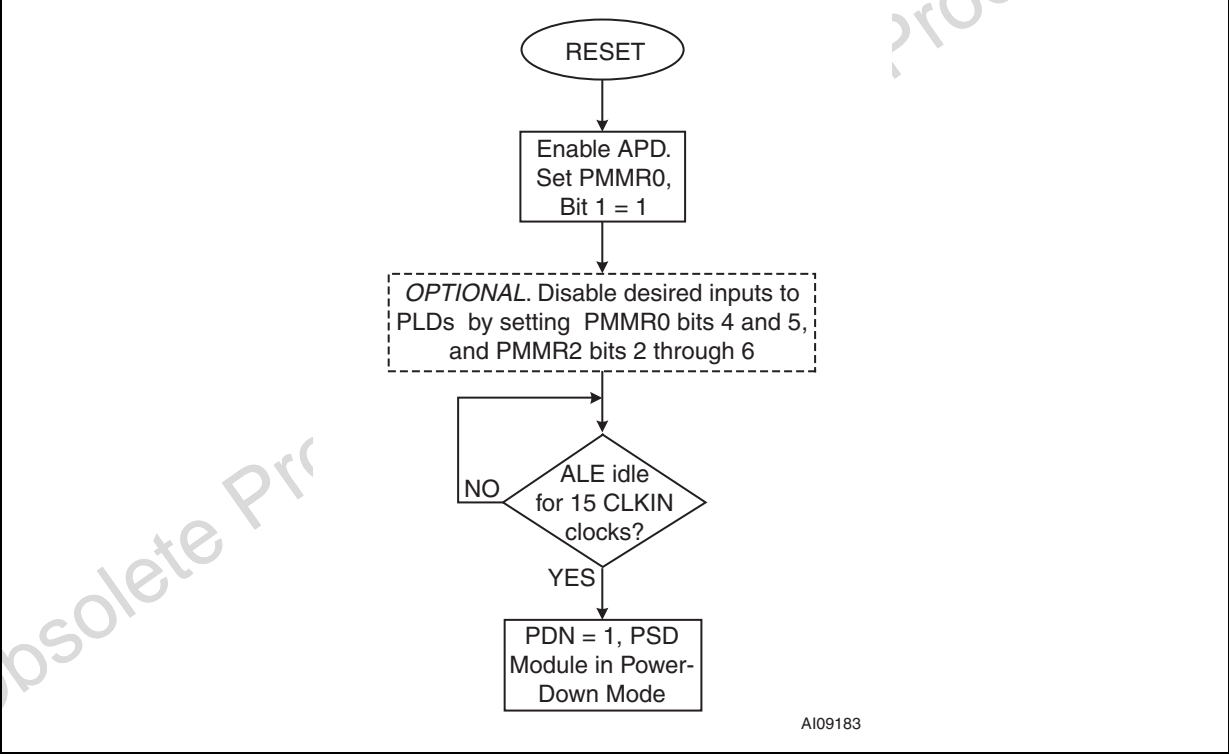 RESET
Enable APD.
Set PMMR0,
Bit 1 = 1
OPTIONAL. Disable desired inputs to
PLDs by setting PMMR0 bits 4 and 5,
and PMMR2 bits 2 through 6
ALE idle
for 15 CLKIN
clocks?
NO
YES
PDN = 1, PSD
Module in Power-
Down Mode
AI09183